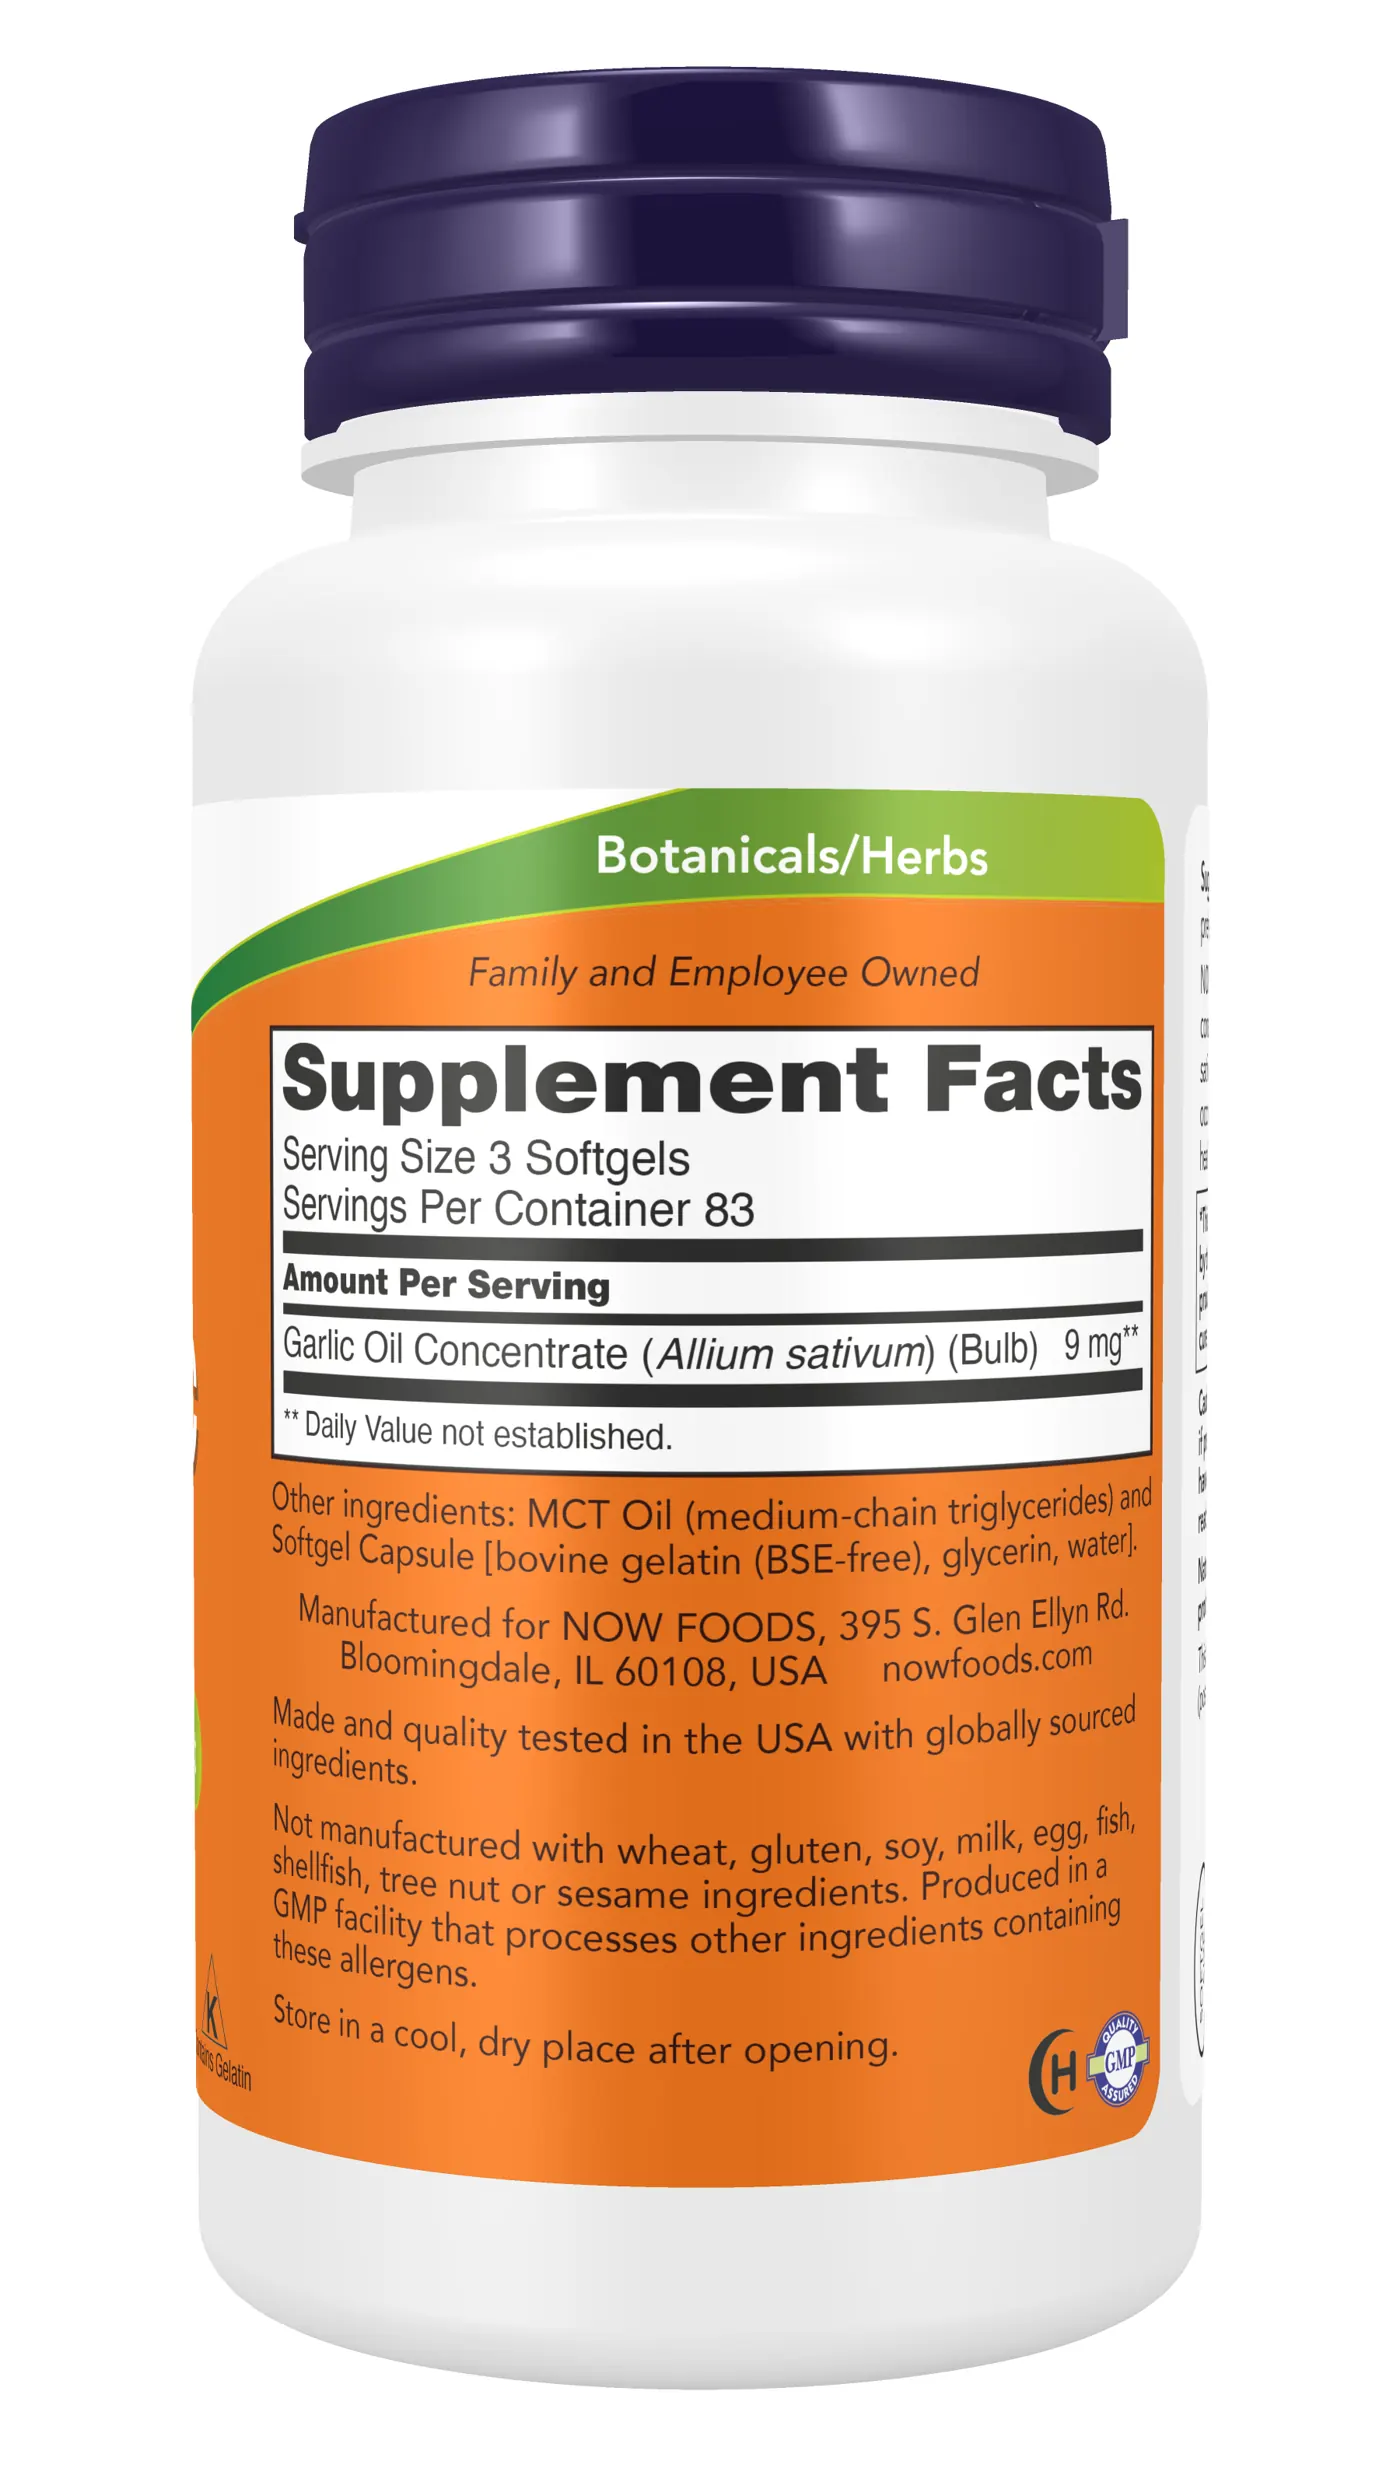 Botanicals/Herbs
Family and Employee Owned
Supplement Facts
Serving Size 3 Softgels
Servings Per Container 83
Amount Per Serving
Garlic Oil Concentrate (Allium sativum) (Bulb) 9 mg**
** Daily Value not established.
Other ingredients: MCT Oil (medium-chain triglycerides) and
Softgel Capsule [bovine gelatin (BSE-free), glycerin, water].
Manufactured for NOW FOODS, 395 S. Glen Ellyn Rd.
Bloomingdale, IL 60108, USA nowfoods.com
Made and quality tested in the USA with globally sourced
ingredients.
Not manufactured with wheat, gluten, soy, milk, egg, fish,
shellfish, tree nut or sesame ingredients. Produced in a
GMP facility that processes other ingredients containing
these allergens.
Store in a cool, dry place after opening.
K
Gelatin
H
QUALITY
GMP
ASSURED